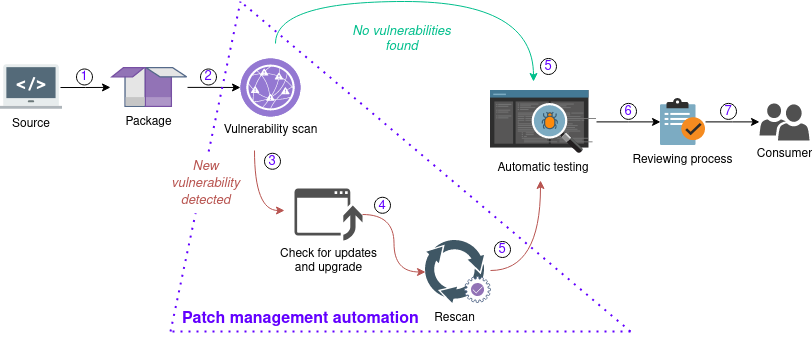 No vulnerabilities
found
1
2
5
</>
Source
Package
Vulnerability scan
6
7
Automatic testing
Reviewing process
Consumer
New
vulnerability
detected
3
4
Check for updates
and upgrade
5
Rescan
Patch management automation